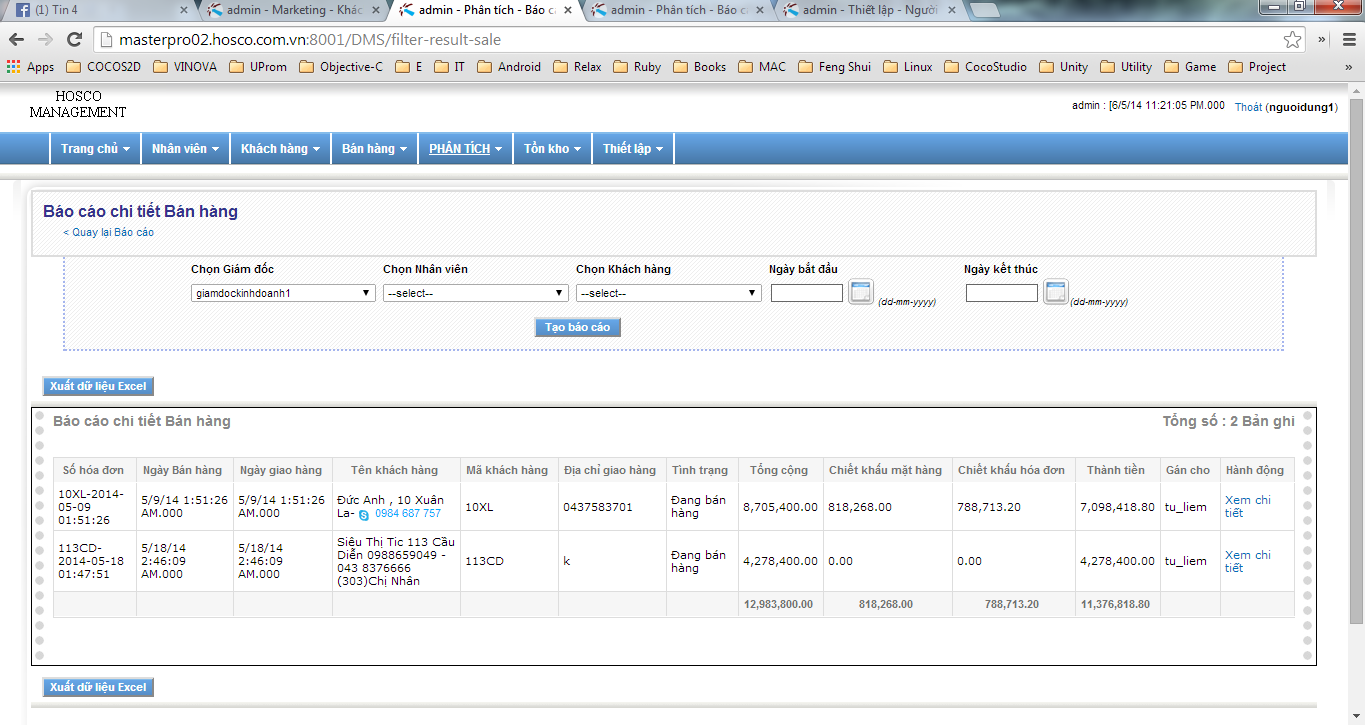 (1) Tin 4
admin - Marketing - Khác
admin - Phân tích - Báo c
admin - Phân tích - Báo c
admin - Thiết lập - Người
masterpro02.hosco.com.vn:8001/DMS/filter-result-sale
Apps COCOS2D VINOVA UProm Objective-C E IT Android Relax Ruby Books MAC Feng Shui Linux CocoStudio Unity Utility Game Project
HOSCO
MANAGEMENT
admin : [6/5/14 11:21:05 PM.000 Thoát (nguoidung1)
Trang chủ Nhân viên Khách hàng Bán hàng PHÂN TÍCH Tồn kho Thiết lập
Báo cáo chi tiết Bán hàng
< Quay lại Báo cáo
Chọn Giám đốc Chọn Nhân viên Chọn Khách hàng Ngày bắt đầu Ngày kết thúc
giamdockinhdoanh1 --select-- --select-- (dd-mm-yyyy) (dd-mm-yyyy)
Tạo báo cáo
Xuất dữ liệu Excel
Báo cáo chi tiết Bán hàng Tổng số : 2 Bản ghi
Số hóa đơn Ngày Bán hàng Ngày giao hàng Tên khách hàng Mã khách hàng Địa chỉ giao hàng Tình trạng Tổng cộng Chiết khấu mặt hàng Chiết khấu hóa đơn Thành tiền Gán cho Hành động
10XL-2014-
05-09
01:51:26
5/9/14 1:51:26
AM.000
5/9/14 1:51:26
AM.000
Đức Anh , 10 Xuân
La- 0984 687 757
10XL
0437583701
Đang bán
hàng
8,705,400.00
818,268.00
788,713.20
7,098,418.80
tu_liem
Xem chi
tiết
113CD-
2014-05-18
01:47:51
5/18/14
2:46:09
AM.000
5/18/14
2:46:09
AM.000
Siêu Thị Tic 113 Cầu
Diễn 0988659049 -
043 8376666
(303)Chị Nhân
113CD
k
Đang bán
hàng
4,278,400.00
0.00
0.00
4,278,400.00
tu_liem
Xem chi
tiết
12,983,800.00 818,268.00 788,713.20 11,376,818.80
Xuất dữ liệu Excel